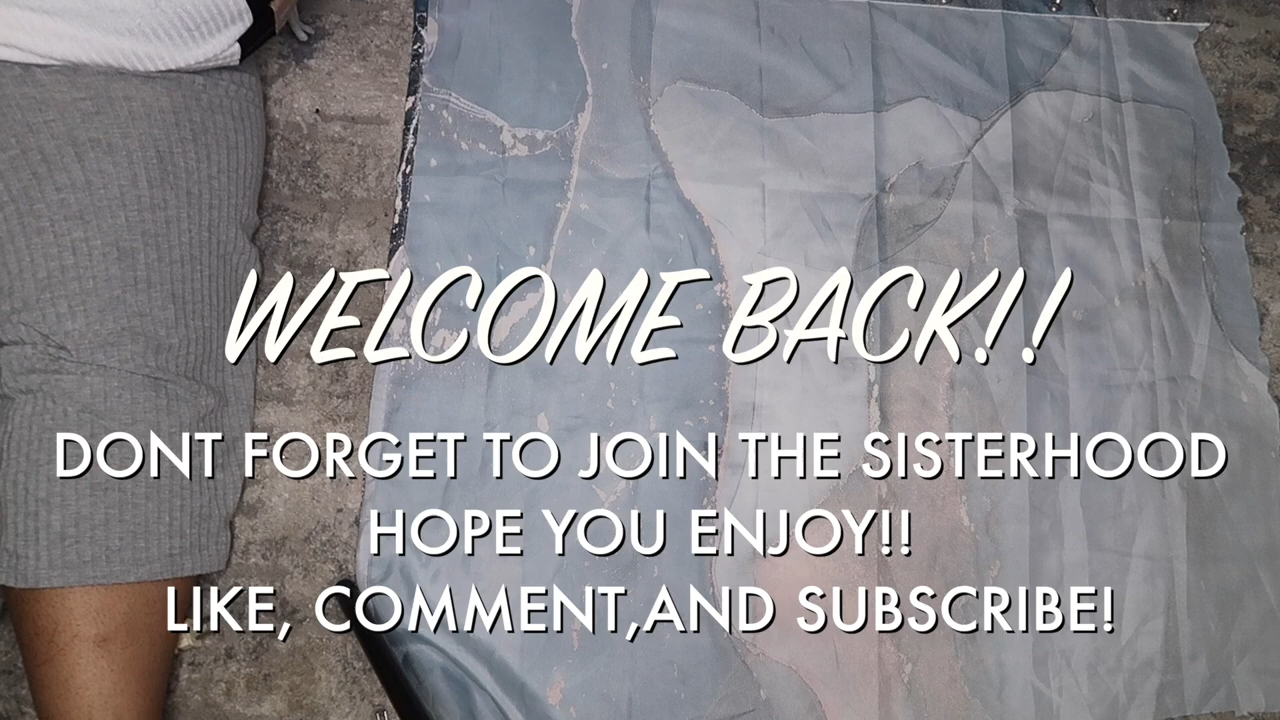 WELCOME BACK!!
DONT FORGET TO JOIN THE SISTERHOOD
HOPE YOU ENJOY!!
LIKE, COMMENT,AND SUBSCRIBE!